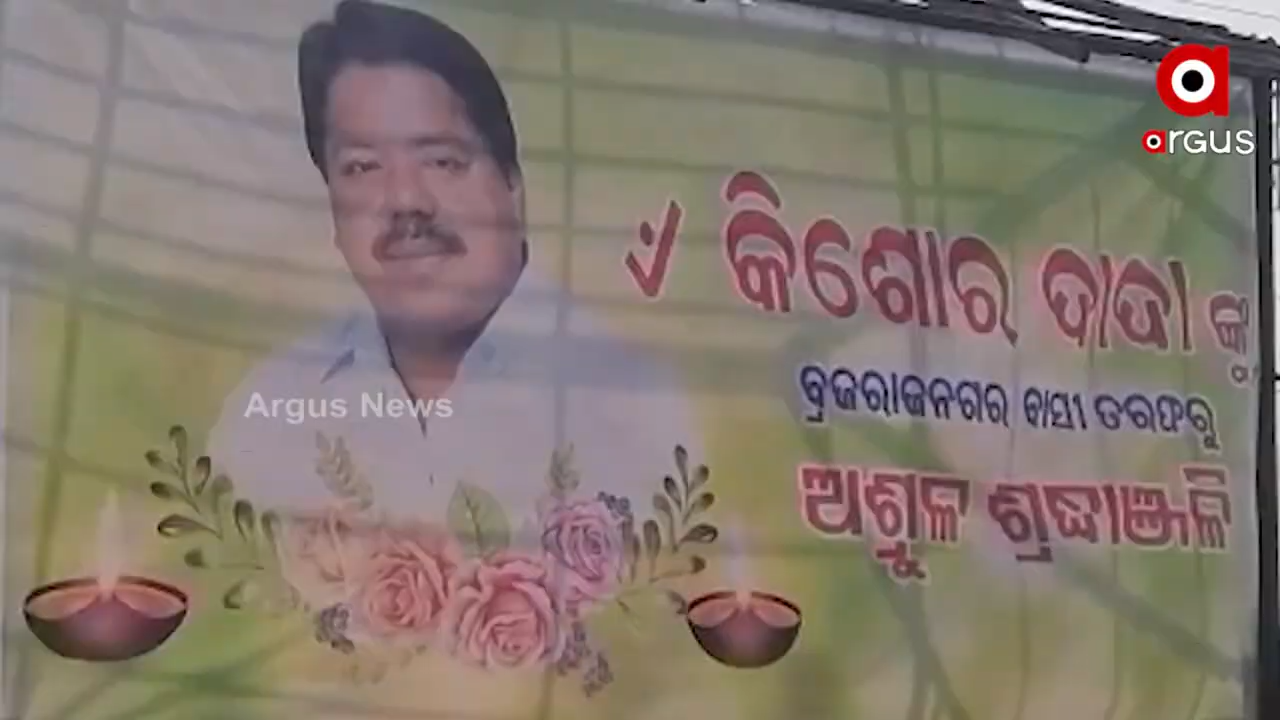 argus
୰ କିଶୋର ଦାଦା ଙ୍କୁ
ବ୍ରଜରାଜନଗର ବାସୀ ତରଫରୁ
ଅଶ୍ରୁଳ ଶ୍ରଦ୍ଧାଞ୍ଜଳି
Argus News